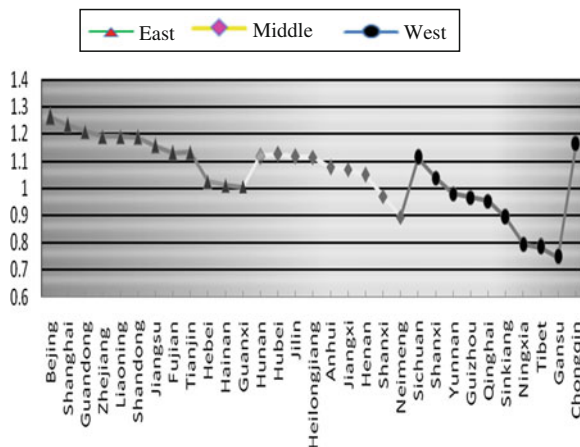 East Middle West
1.4
1.3
1.2
1.1
1
0.9
0.8
0.7
0.6
Bejing
Shanghai
Guandong
Zhejiang
Liaoning
Shandong
Jiangsu
Fujian
Tianjin
Hebei
Hainan
Guanxi
Hunan
Hubei
Jilin
Heilongjiang
Anhui
Jiangxi
Henan
Shanxi
Neimeng
Sichuan
Shanxi
Yunnan
Guizhou
Qinghai
Sinkiang
Ningxia
Tibet
Gansu
Chongqin